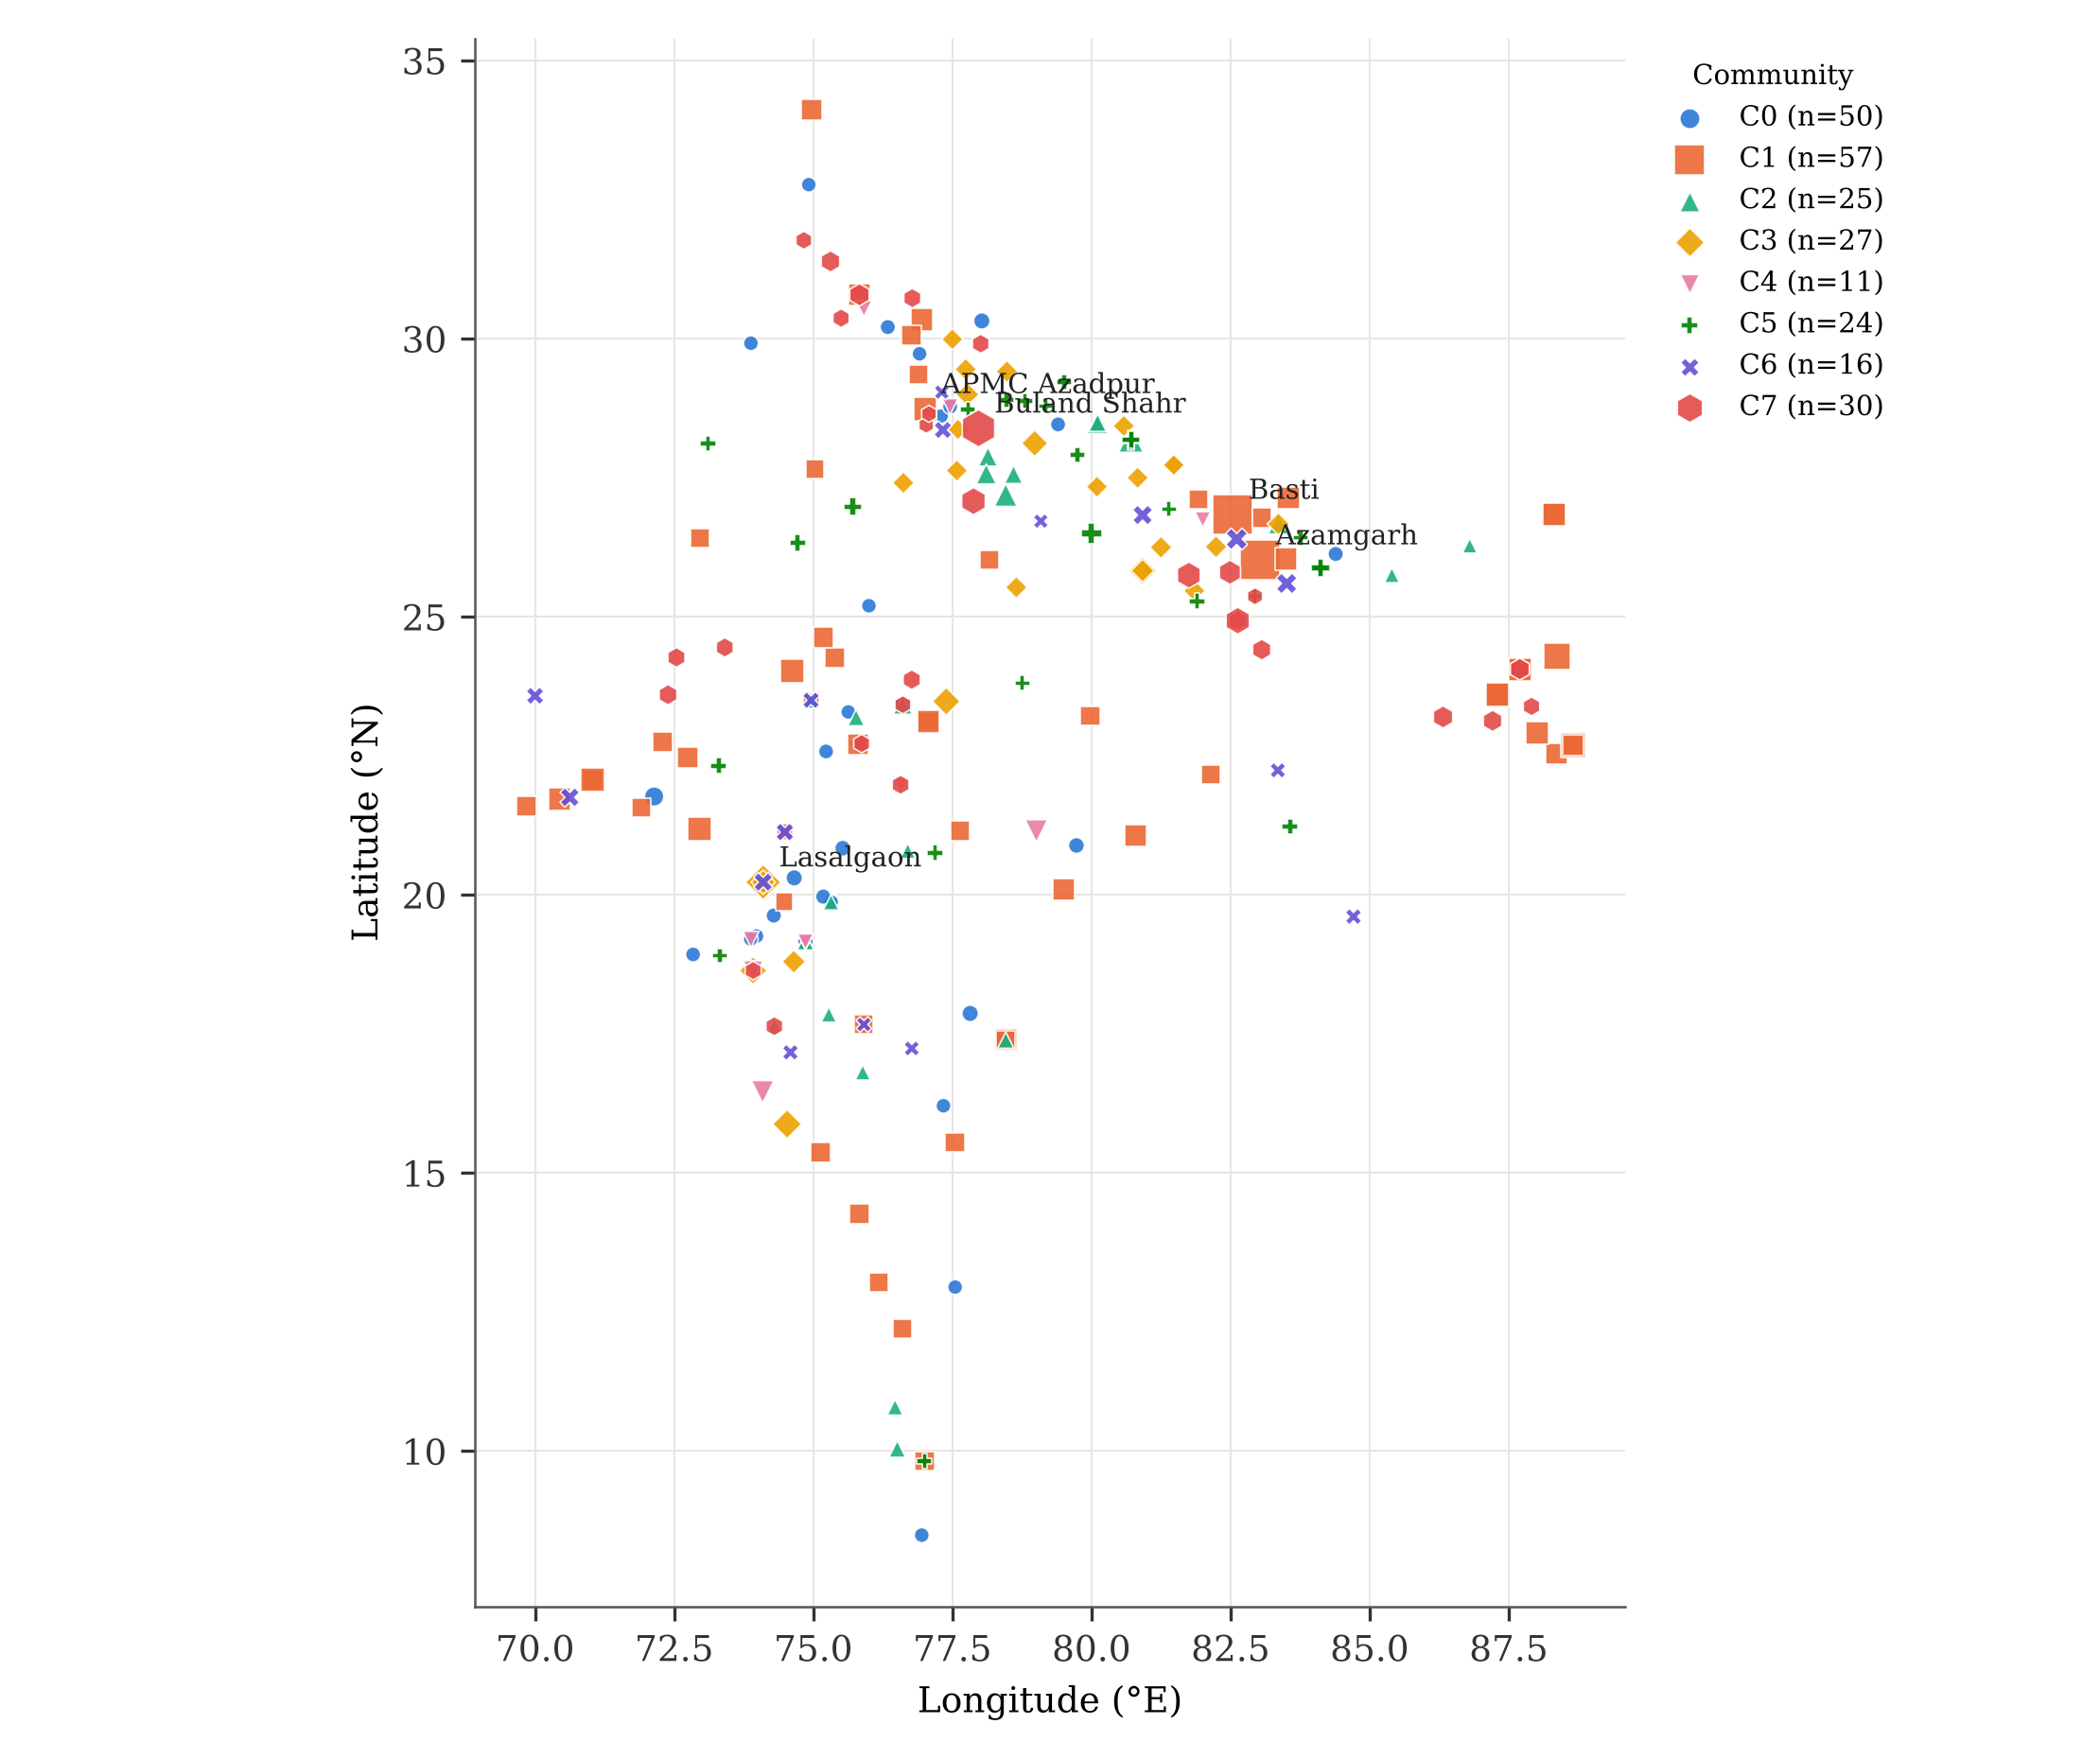 Community
C0 (n=50)
C1 (n=57)
C2 (n=25)
C3 (n=27)
C4 (n=11)
C5 (n=24)
C6 (n=16)
C7 (n=30)
35
30
25
20
15
10
Latitude (°N)
APMC Azadpur
Buland Shahr
Basti
Azamgarh
Lasalgaon
70.0 72.5 75.0 77.5 80.0 82.5 85.0 87.5
Longitude (°E)